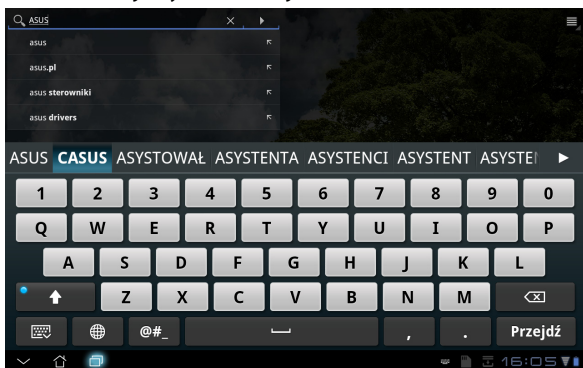 ASUS
asus
asus.pl
asus sterowniki
asus drivers
ASUS CASUS ASYSTOWAŁ ASYSTENTA ASYSTENCI ASYSTENT
1 2 3 4 5 6 7 8 9 0
Q W E R T Y U I O P
A S D F G H J K L
Z X C V B N M
@#_ , . Przejdź
16:05